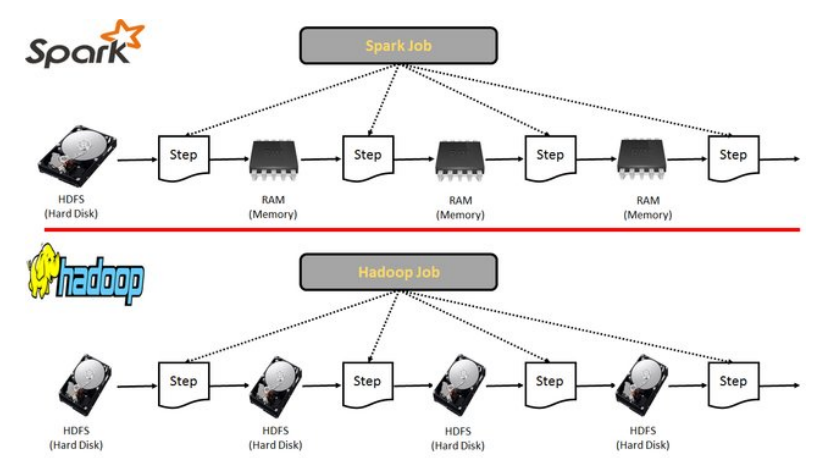 Spark
Spark Job
Step
Step
Step
Step
HDFS
(Hard Disk)
RAM
(Memory)
RAM
(Memory)
RAM
(Memory)
hadoop
Hadoop Job
Step
Step
Step
Step
HDFS
(Hard Disk)
HDFS
(Hard Disk)
HDFS
(Hard Disk)
HDFS
(Hard Disk)